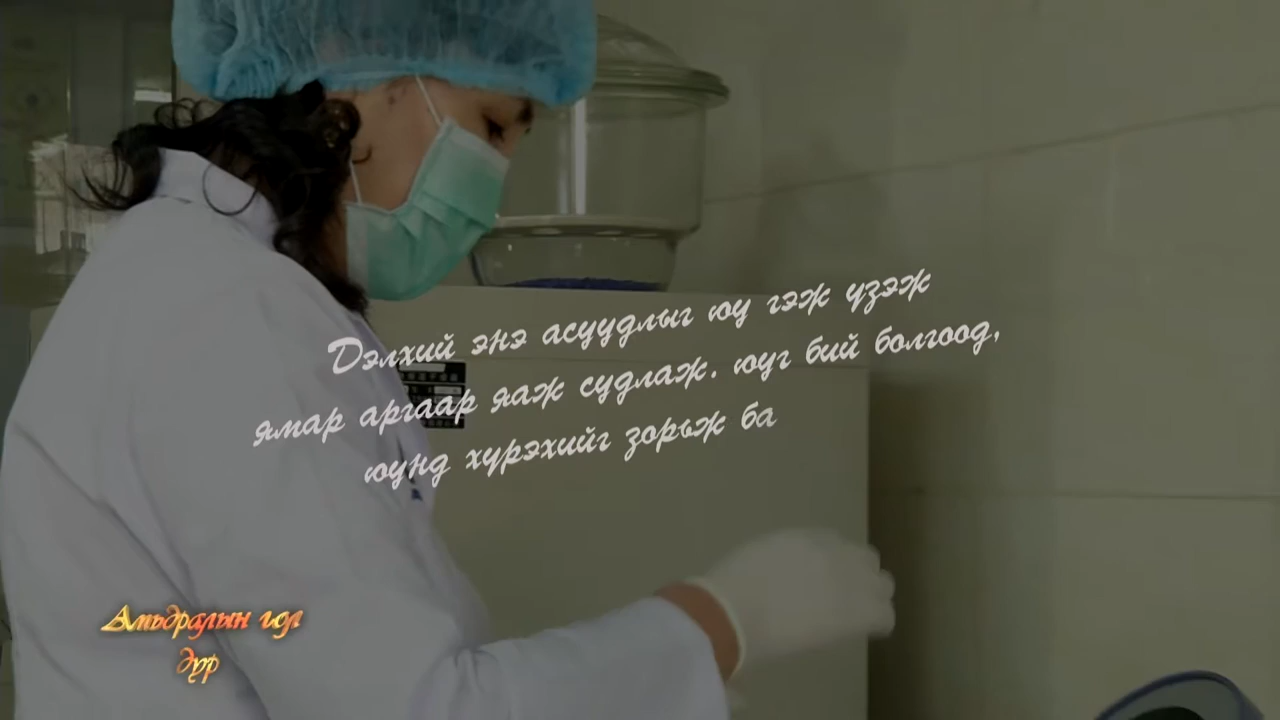 Дэлхий энэ асуудлыг юу гэж үзэж
ямар аргаар яаж судлаж. юуг бий болгоод,
юунд хүрэхийг зорьж ба
Амьдралын гол
дүр